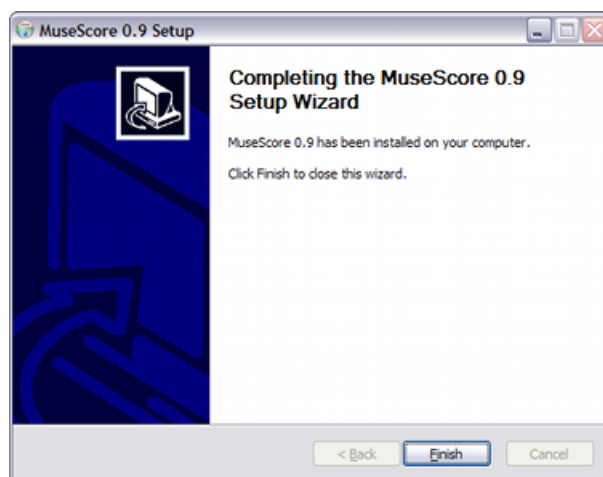 MuseScore 0.9 Setup
Completing the MuseScore 0.9
Setup Wizard
MuseScore 0.9 has been installed on your computer.
Click Finish to close this wizard.
< Back
Finish
Cancel